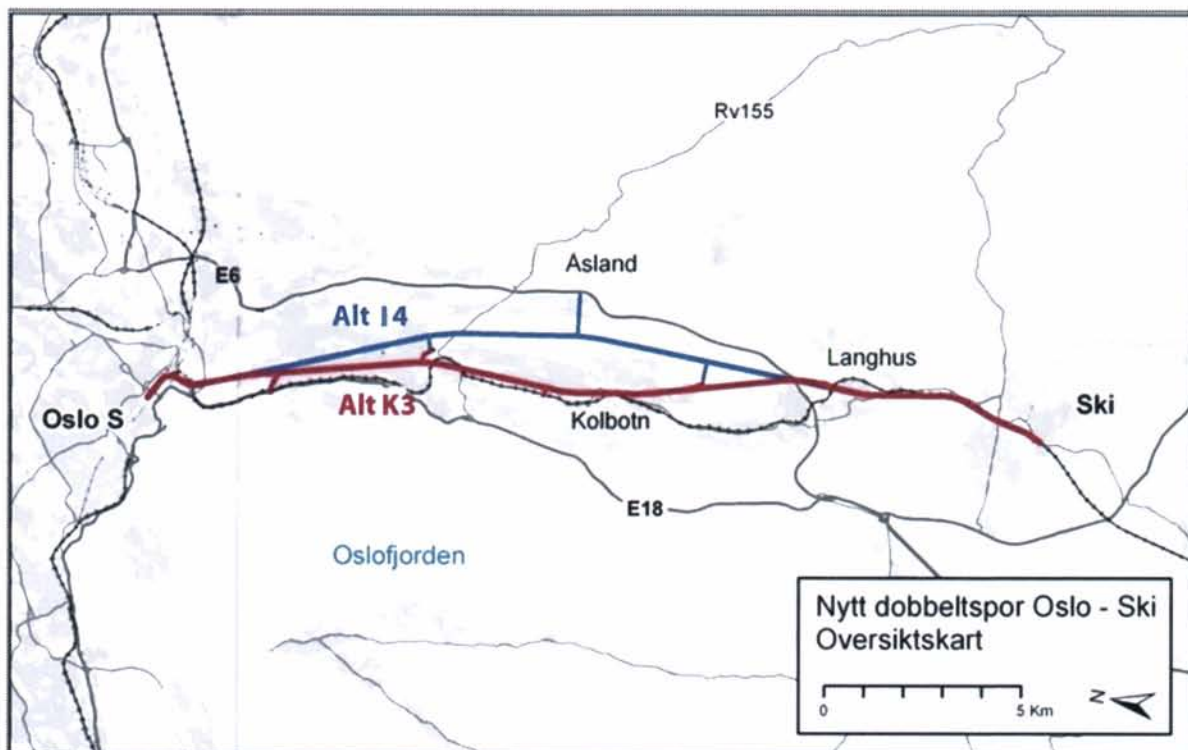 Rv155
Åsland
E6
Alt I4
Langhus
Alt K3
Oslo S
Kolbotn
Ski
E18
Oslofjorden
Nytt dobbeltspor Oslo - Ski
Oversiktskart
0 5 Km
N